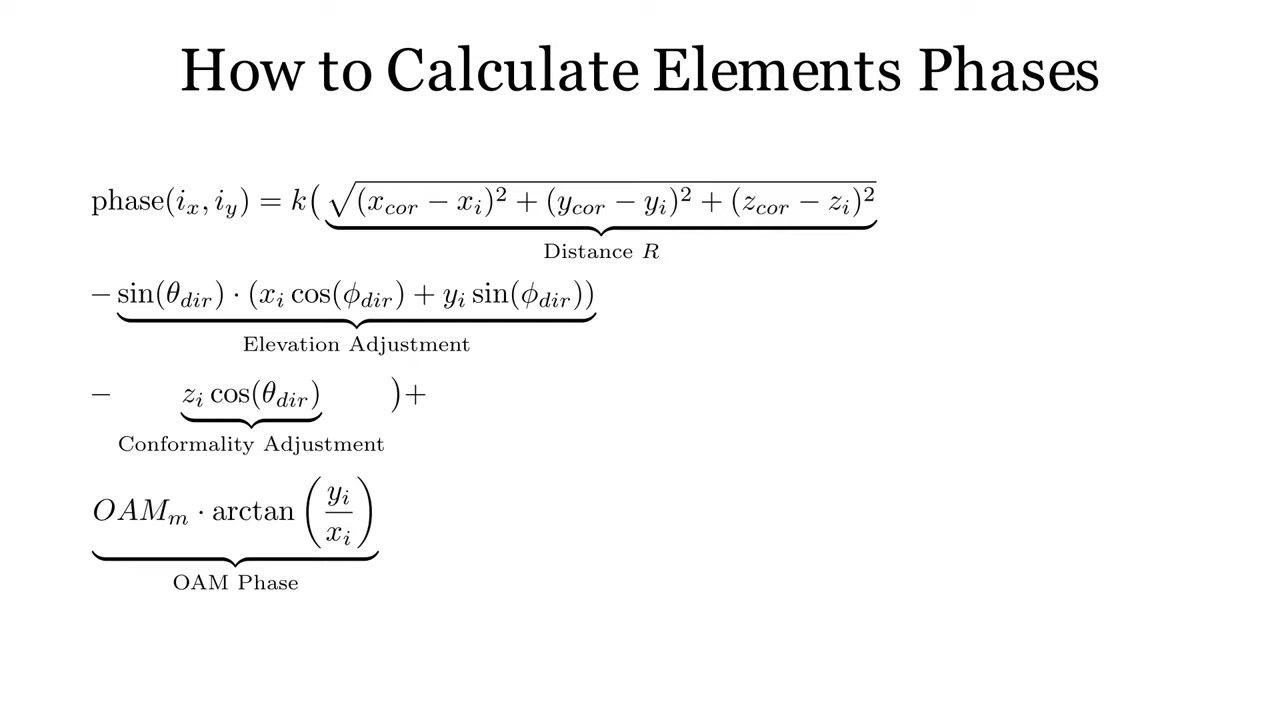 How to Calculate Elements Phases
phase(i_x, i_y) = k( √((x_cor − x_i)² + (y_cor − y_i)² + (z_cor − z_i)²)
Distance R
− sin(θ_dir) · (x_i cos(ϕ_dir) + y_i sin(ϕ_dir))
Elevation Adjustment
− z_i cos(θ_dir) )+
Conformality Adjustment
OAM_m · arctan (y_i / x_i)
OAM Phase